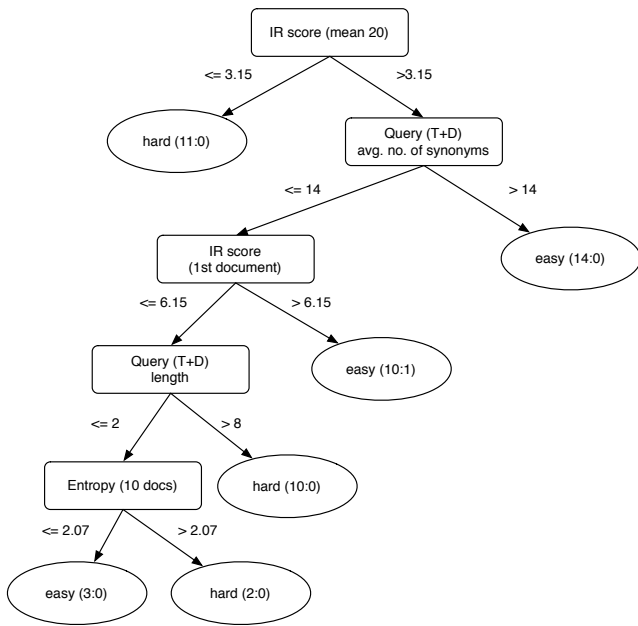 IR score (mean 20)
<= 3.15
>3.15
hard (11:0)
Query (T+D)
avg. no. of synonyms
<= 14
> 14
IR score
(1st document)
easy (14:0)
<= 6.15
> 6.15
Query (T+D)
length
easy (10:1)
<= 2
> 8
Entropy (10 docs)
hard (10:0)
<= 2.07
> 2.07
easy (3:0)
hard (2:0)